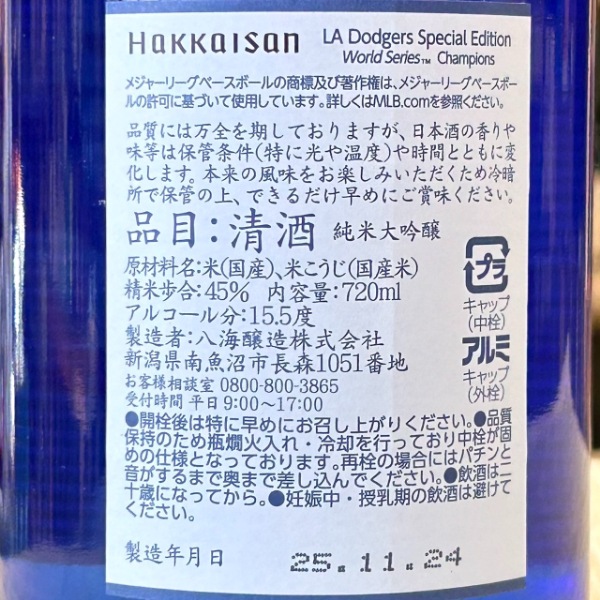 HAKKAISAN LA Dodgers Special Edition
World Series™ Champions
メジャーリーグベースボールの商標及び著作権は、メジャーリーグベースボー
ルの許可に基づいて使用しています。詳しくはMLB.comを参照ください。
品質には万全を期しておりますが、日本酒の香りや
味等は保管条件(特に光や温度)や時間とともに変
化します。本来の風味をお楽しみいただくため冷暗
所で保管の上、できるだけ早めにご賞味ください。
品目:清酒 純米大吟醸
原材料名:米(国産)、米こうじ(国産米)
精米歩合:45% 内容量:720ml
アルコール分:15.5度
製造者:八海醸造株式会社
新潟県南魚沼市長森1051番地
お客様相談室 0800-800-3865
受付時間 平日9:00〜17:00
プラ
キャップ
(中栓)
アルミ
キャップ
(外栓)
●開栓後は特に早めにお召し上がりください。●品質
保持のため瓶燗火入れ・冷却を行っており中栓が固
めの仕様となっております。再栓の場合にはパチンと
音がするまで奥まで差し込んでください。●飲酒は二
十歳になってから。●妊娠中・授乳期の飲酒は避けて
ください。
製造年月日 25.11.24